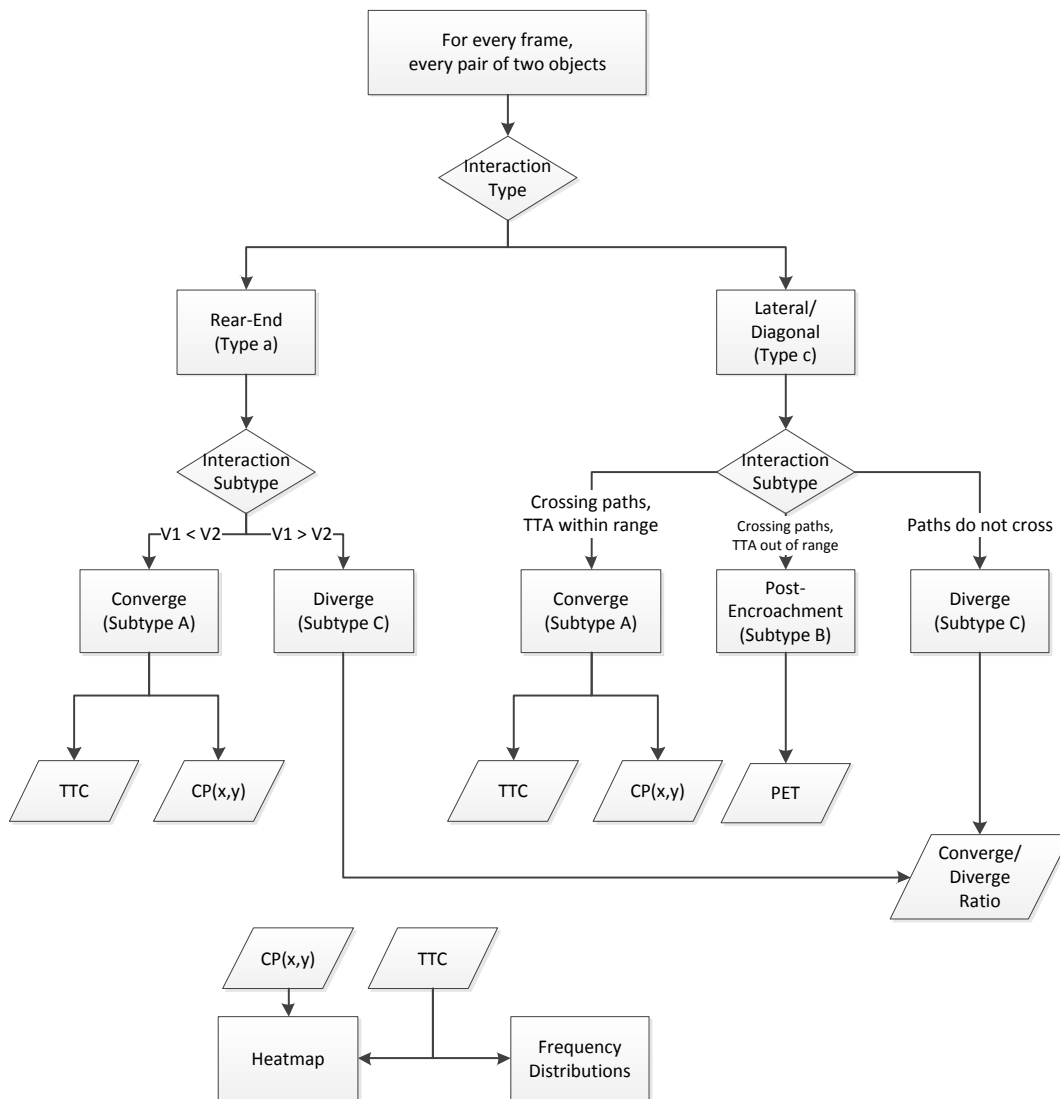 For every frame,
every pair of two objects
Interaction
Type
Rear-End
(Type a)
Lateral/
Diagonal
(Type c)
Interaction
Subtype
Interaction
Subtype
V1 < V2
V1 > V2
Crossing paths,
TTA within range
Crossing paths,
TTA out of range
Paths do not cross
Converge
(Subtype A)
Diverge
(Subtype C)
Converge
(Subtype A)
Post-
Encroachment
(Subtype B)
Diverge
(Subtype C)
TTC
CP(x,y)
TTC
CP(x,y)
PET
Converge/
Diverge
Ratio
CP(x,y)
TTC
Heatmap
Frequency
Distributions